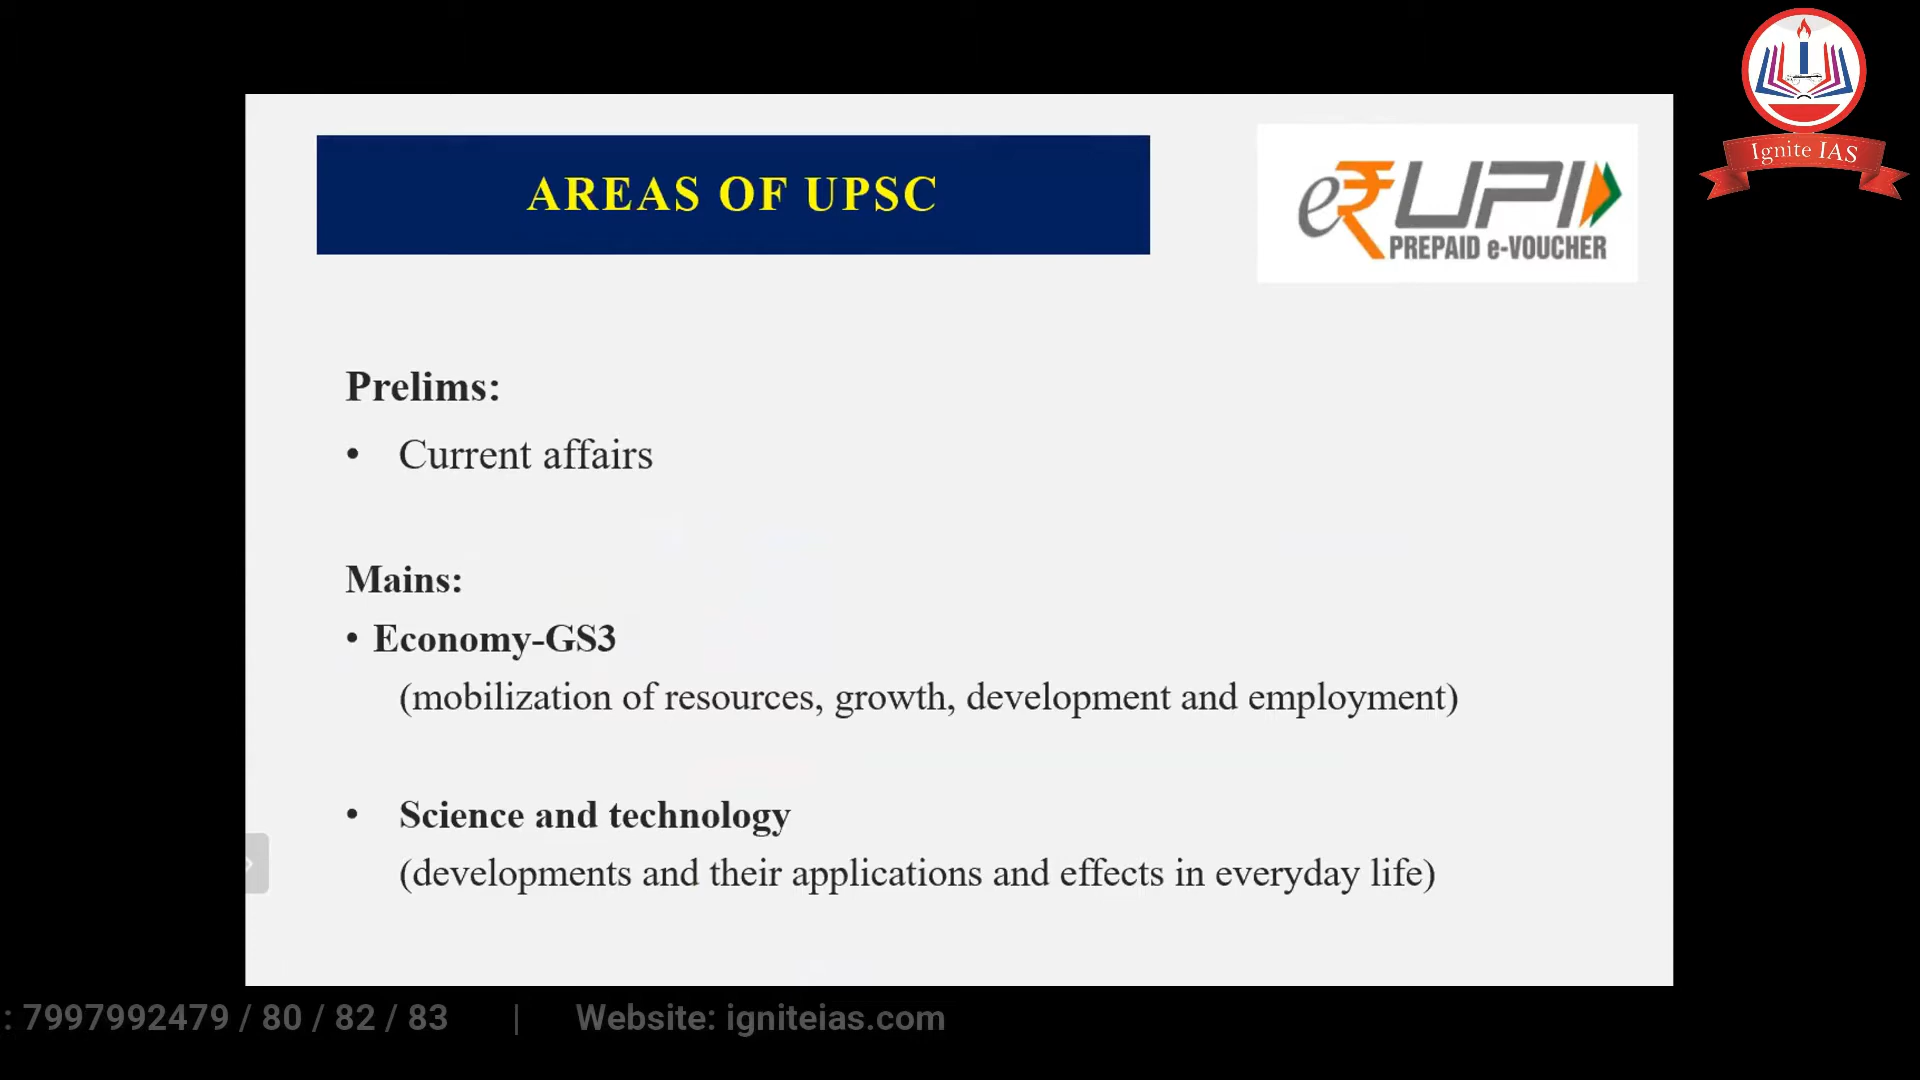 Ignite IAS
AREAS OF UPSC
e₹UPI
PREPAID e-VOUCHER
Prelims:
• Current affairs
Mains:
• Economy-GS3
(mobilization of resources, growth, development and employment)
• Science and technology
(developments and their applications and effects in everyday life)
: 7997992479 / 80 / 82 / 83 | Website: igniteias.com